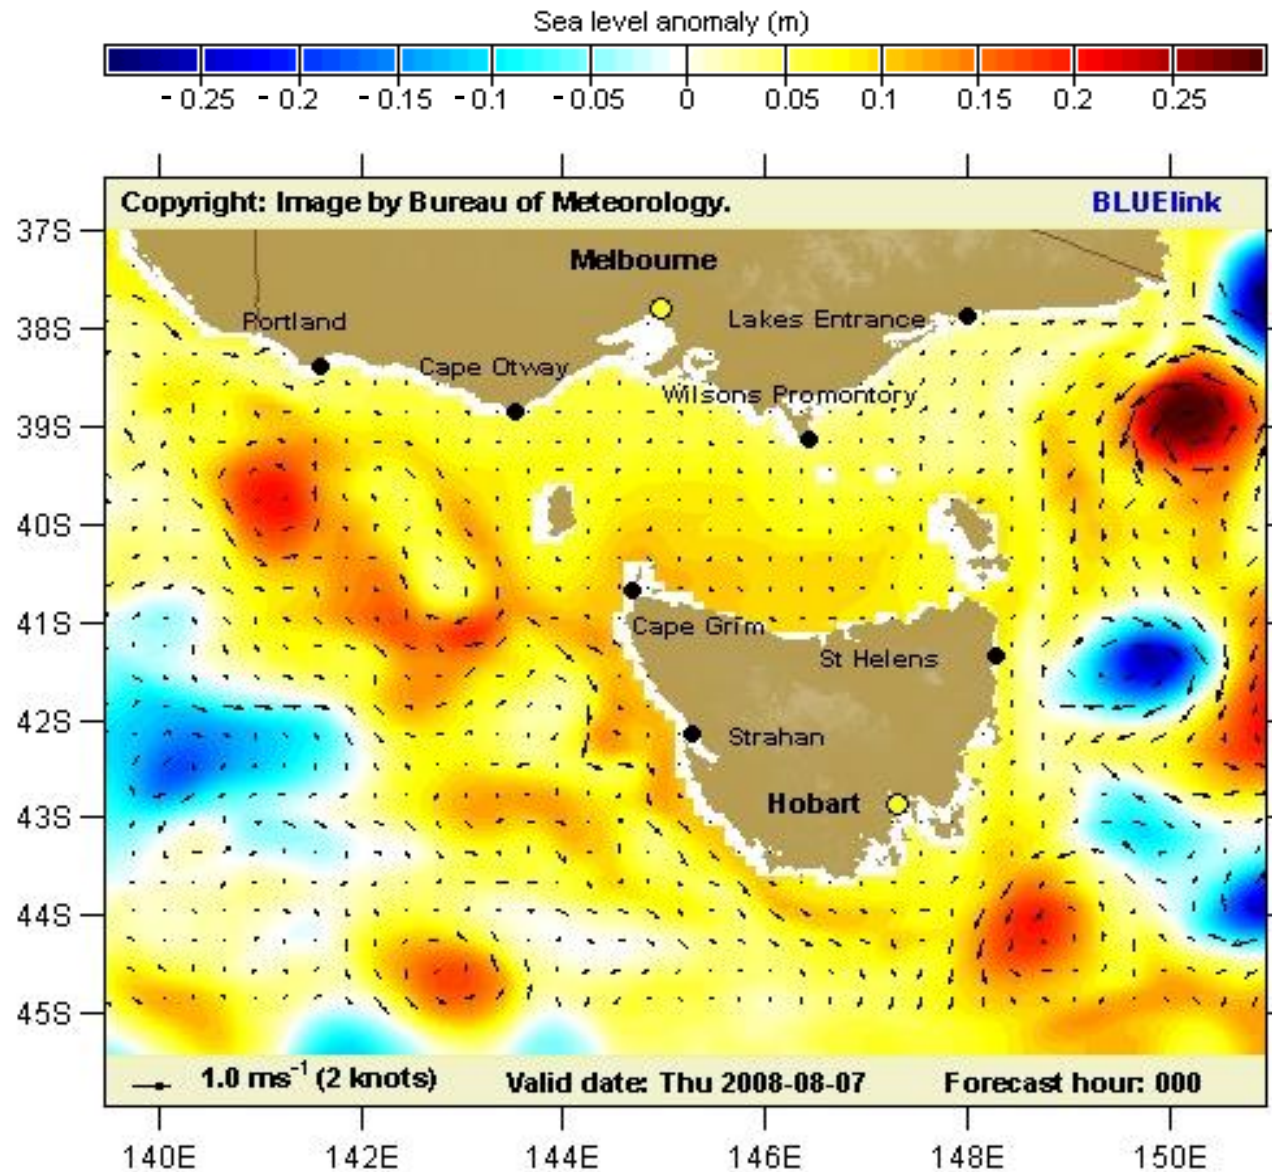 Sea level anomaly (m)
-0.25 -0.2 -0.15 -0.1 -0.05 0 0.05 0.1 0.15 0.2 0.25
Copyright: Image by Bureau of Meteorology. BLUElink
37S
Melbourne
38S
Portland
Lakes Entrance
Cape Otway
Wilsons Promontory
39S
40S
41S
Cape Grim
St Helens
42S
Strahan
Hobart
43S
44S
45S
1.0 ms-1 (2 knots) Valid date: Thu 2008-08-07 Forecast hour: 000
140E 142E 144E 146E 148E 150E